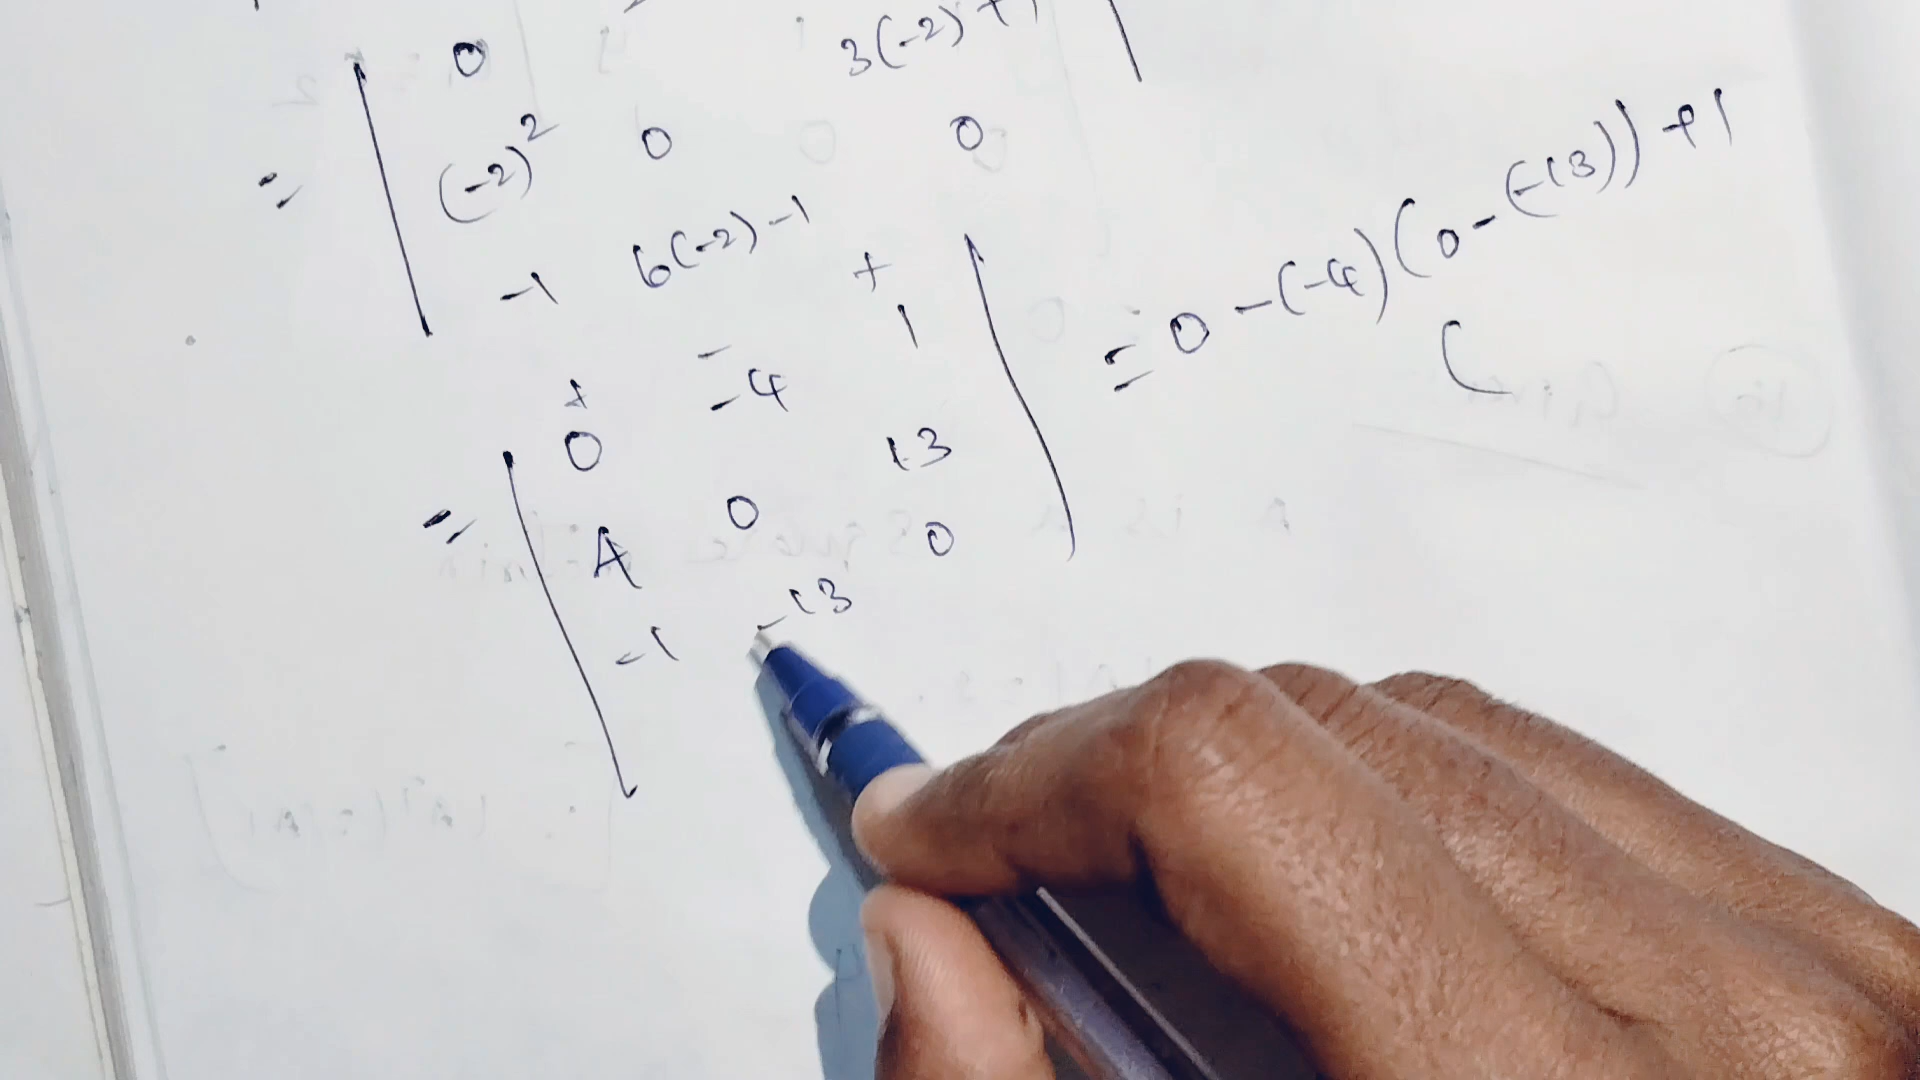 0 3(-2)+1
= (-2)² 0 0
-1 6(-2)-1
+ - +
0 -4 1
= 4 0 13
-1 -13 0
= 0-(-4)(0-(-13))+1
(